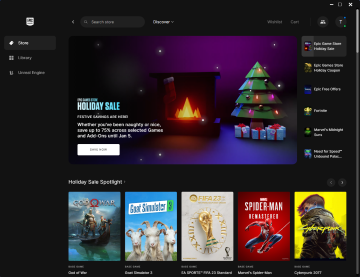 Search store
Discover
Wishlist
Cart
Store
Library
Unreal Engine
EPIC GAMES STORE
HOLIDAY SALE
FESTIVE SAVINGS ARE HERE!
Whether you've been naughty or nice,
save up to 75% across selected Games
and Add-Ons until Jan 5.
SAVE NOW
Epic Games Store
Holiday Sale
Epic Games Store
Holiday Coupon
Epic Free Offers
Fortnite
Marvel's Midnight
Suns
Need for Speed™
Unbound Palac...
Holiday Sale Spotlight
GOD OF WAR
Goat Simulator 3
FIFA 23
MARVEL
SPIDER-MAN
REMASTERED
CYBERPUNK
BASE GAME
God of War
BASE GAME
Goat Simulator 3
BASE GAME
EA SPORTS™ FIFA 23 Standard
BASE GAME
Marvel's Spider-Man Remastered
BASE GAME
Cyberpunk 2077